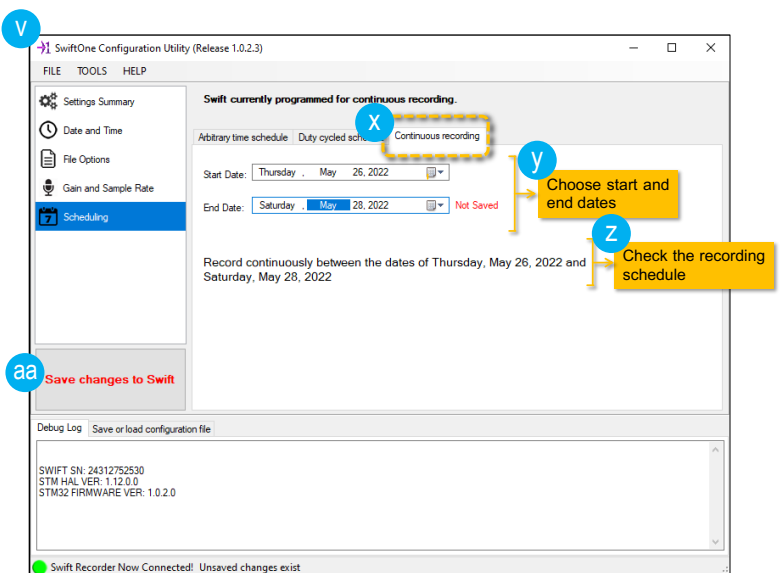 V
SwiftOne Configuration Utility (Release 1.0.2.3)
FILE TOOLS HELP
Settings Summary
Date and Time
File Options
Gain and Sample Rate
7
Scheduling
Swift currently programmed for continuous recording.
X
Arbitrary time schedule Duty cycled Continuous recording
Start Date: Thursday , May 26, 2022
End Date: Saturday , May 28, 2022 Not Saved
y
Choose start and
end dates
Record continuously between the dates of Thursday, May 26, 2022 and
Saturday, May 28, 2022
z
Check the recording
schedule
aa
Save changes to Swift
Debug Log Save or load configuration file
SWIFT SN: 24312752530
STM HAL VER: 1.12.0.0
STM32 FIRMWARE VER: 1.0.2.0
Swift Recorder Now Connected! Unsaved changes exist